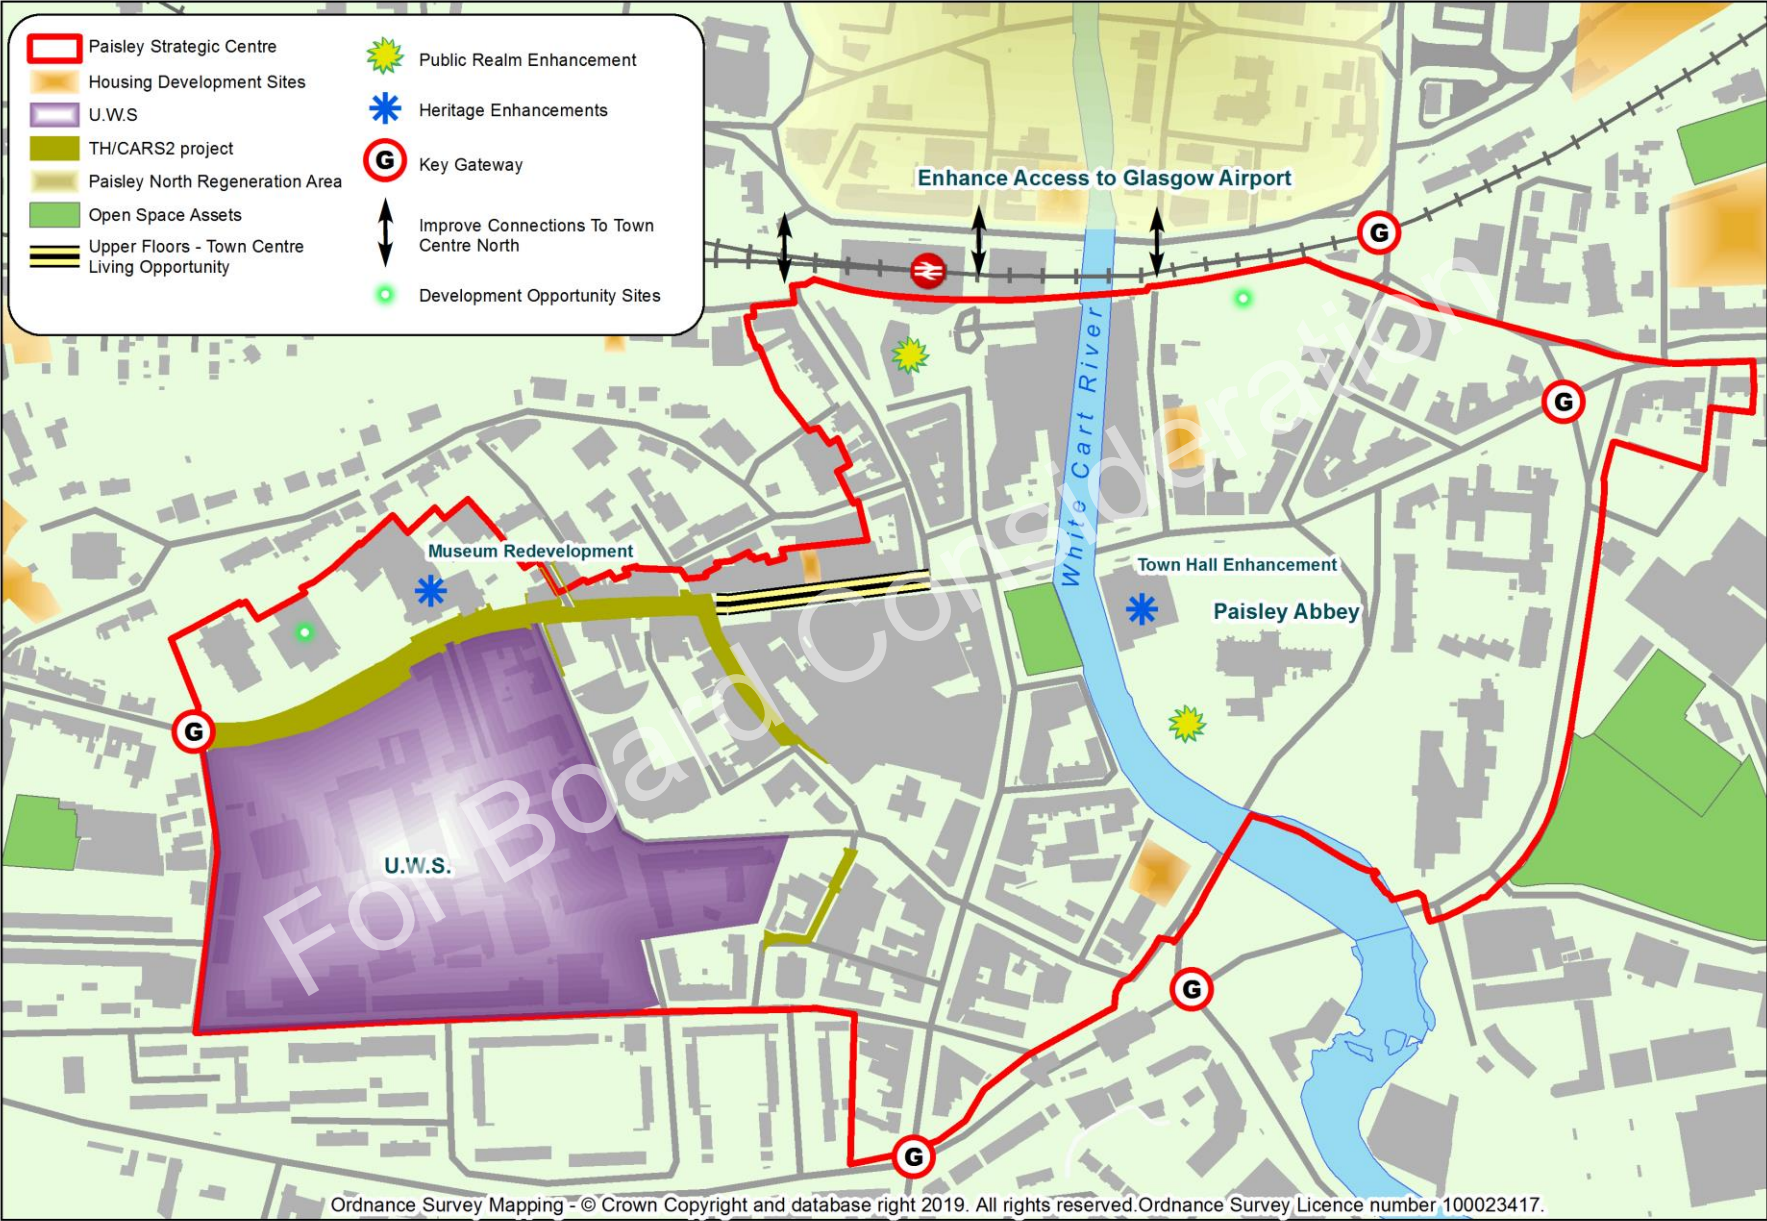 Paisley Strategic Centre
Housing Development Sites
U.W.S
TH/CARS2 project
Paisley North Regeneration Area
Open Space Assets
Upper Floors - Town Centre
Living Opportunity
Public Realm Enhancement
Heritage Enhancements
G
Key Gateway
Improve Connections To Town
Centre North
Development Opportunity Sites
Enhance Access to Glasgow Airport
G
G
White Cart River
Museum Redevelopment
Town Hall Enhancement
Paisley Abbey
G
U.W.S.
G
G
For Board Consideration
Ordnance Survey Mapping - © Crown Copyright and database right 2019. All rights reserved.Ordnance Survey Licence number 100023417.